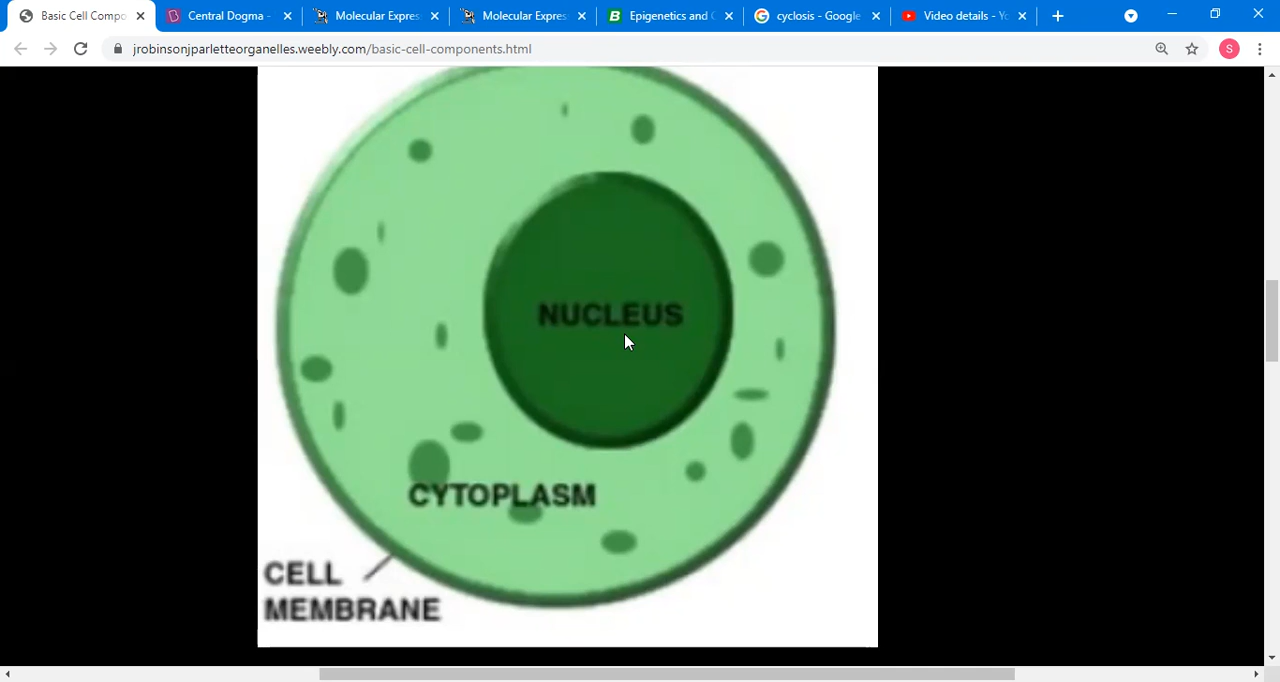 Basic Cell Compo
Central Dogma -
Molecular Expres
Molecular Expres
Epigenetics and C
cyclosis - Google
Video details - Yo
jrobinsonjparletteorganelles.weebly.com/basic-cell-components.html
S
NUCLEUS
CYTOPLASM
CELL
MEMBRANE